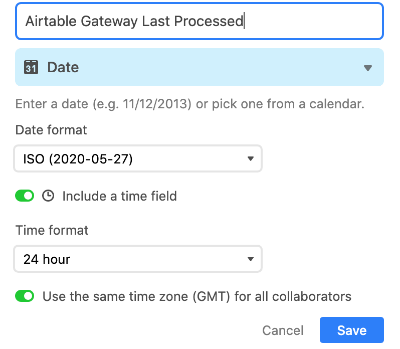 Airtable Gateway Last Processed
31 Date
Enter a date (e.g. 11/12/2013) or pick one from a calendar.
Date format
ISO (2020-05-27)
Include a time field
Time format
24 hour
Use the same time zone (GMT) for all collaborators
Cancel Save